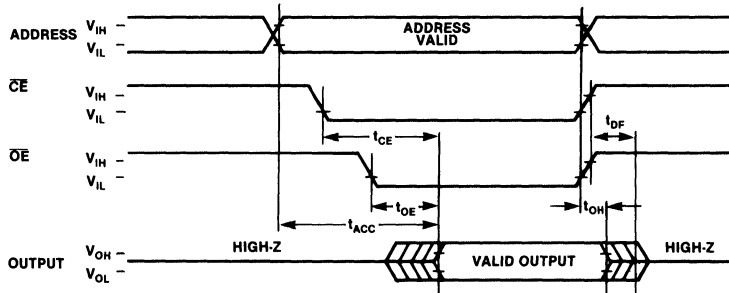 ADDRESS VIH VIL ADDRESS VALID
CE VIH VIL tCE tDF
OE VIH VIL tOE tOH
tACC
OUTPUT VOH VOL HIGH-Z VALID OUTPUT HIGH-Z